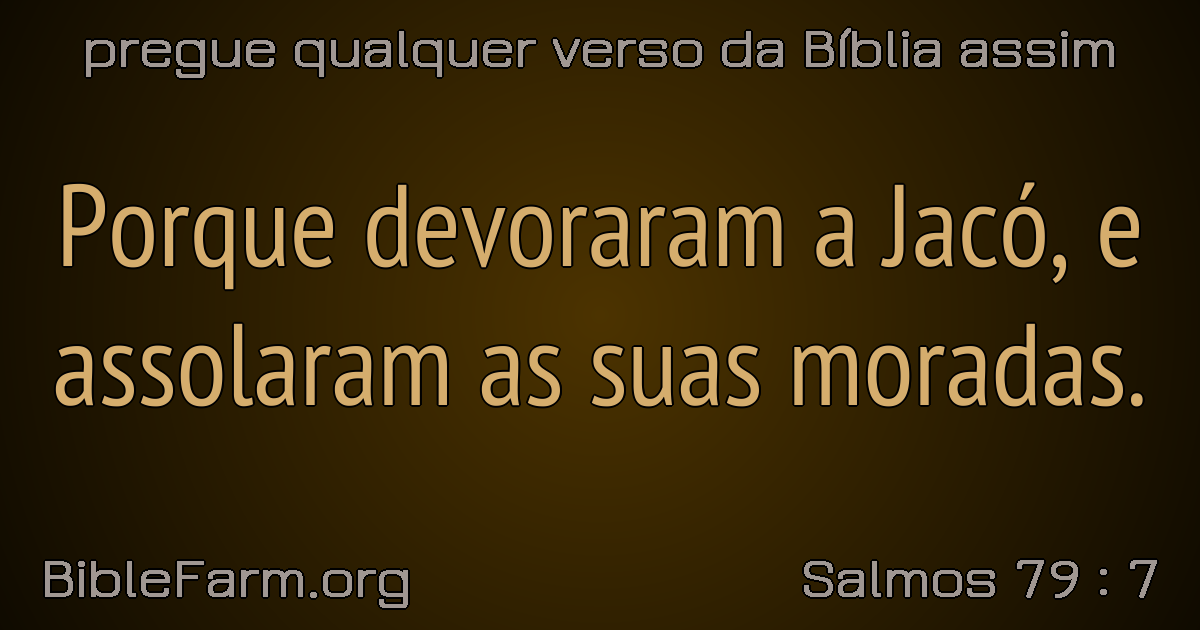 pregue qualquer verso da Bíblia assim
Porque devoraram a Jacó, e
assolaram as suas moradas.
BibleFarm.org
Salmos 79 : 7